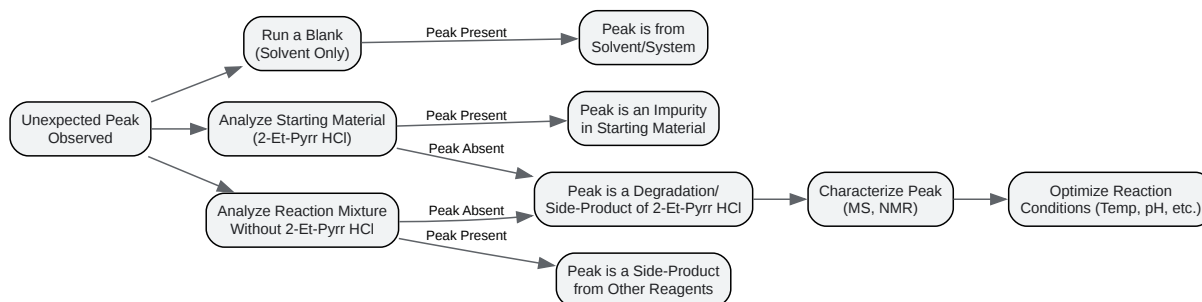 Unexpected Peak
Observed
Run a Blank
(Solvent Only)
Peak Present
Peak is from
Solvent/System
Analyze Starting Material
(2-Et-Pyrr HCl)
Peak Present
Peak is an Impurity
in Starting Material
Peak Absent
Analyze Reaction Mixture
Without 2-Et-Pyrr HCl
Peak Absent
Peak is a Degradation/
Side-Product of 2-Et-Pyrr HCl
Characterize Peak
(MS, NMR)
Optimize Reaction
Conditions (Temp, pH, etc.)
Peak Present
Peak is a Side-Product
from Other Reagents